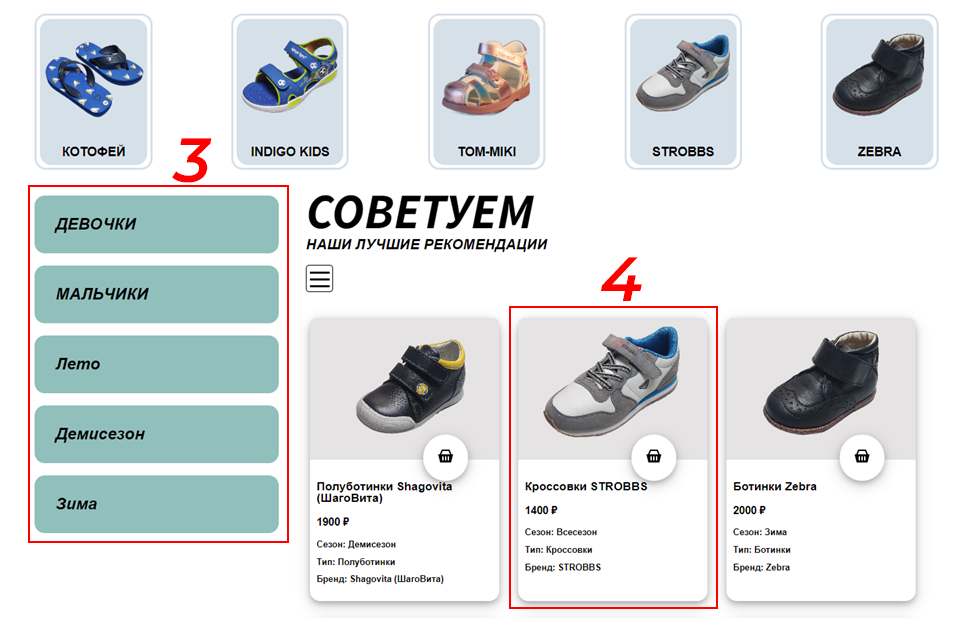 КОТОФЕЙ
INDIGO KIDS
TOM-MIKI
STROBBS
ZEBRA
3
ДЕВОЧКИ
МАЛЬЧИКИ
Лето
Демисезон
Зима
СОВЕТУЕМ
НАШИ ЛУЧШИЕ РЕКОМЕНДАЦИИ
4
Полуботинки Shagovita
(ШагоВита)
1900 ₽
Сезон: Демисезон
Тип: Полуботинки
Бренд: Shagovita (ШагоВита)
Кроссовки STROBBS
1400 ₽
Сезон: Всесезон
Тип: Кроссовки
Бренд: STROBBS
Ботинки Zebra
2000 ₽
Сезон: Зима
Тип: Ботинки
Бренд: Zebra